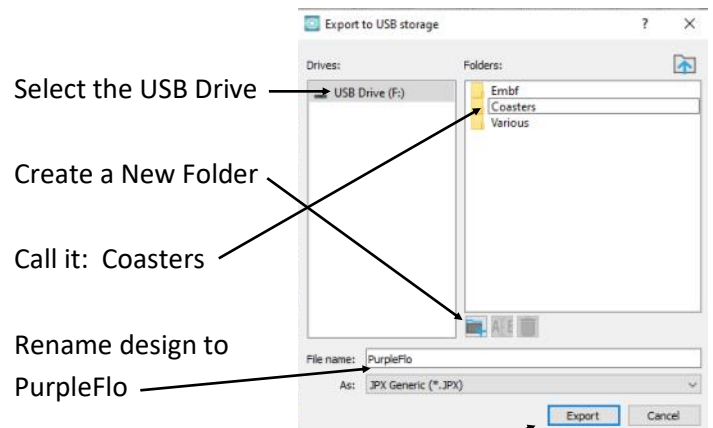 Export to USB storage ? ×
Drives: Folders:
Select the USB Drive
USB Drive (F:)
Embf
Coasters
Various
Create a New Folder
Call it: Coasters
Rename design to
PurpleFlo
File name: PurpleFlo
As: JPX Generic (*.JPX)
Export Cancel